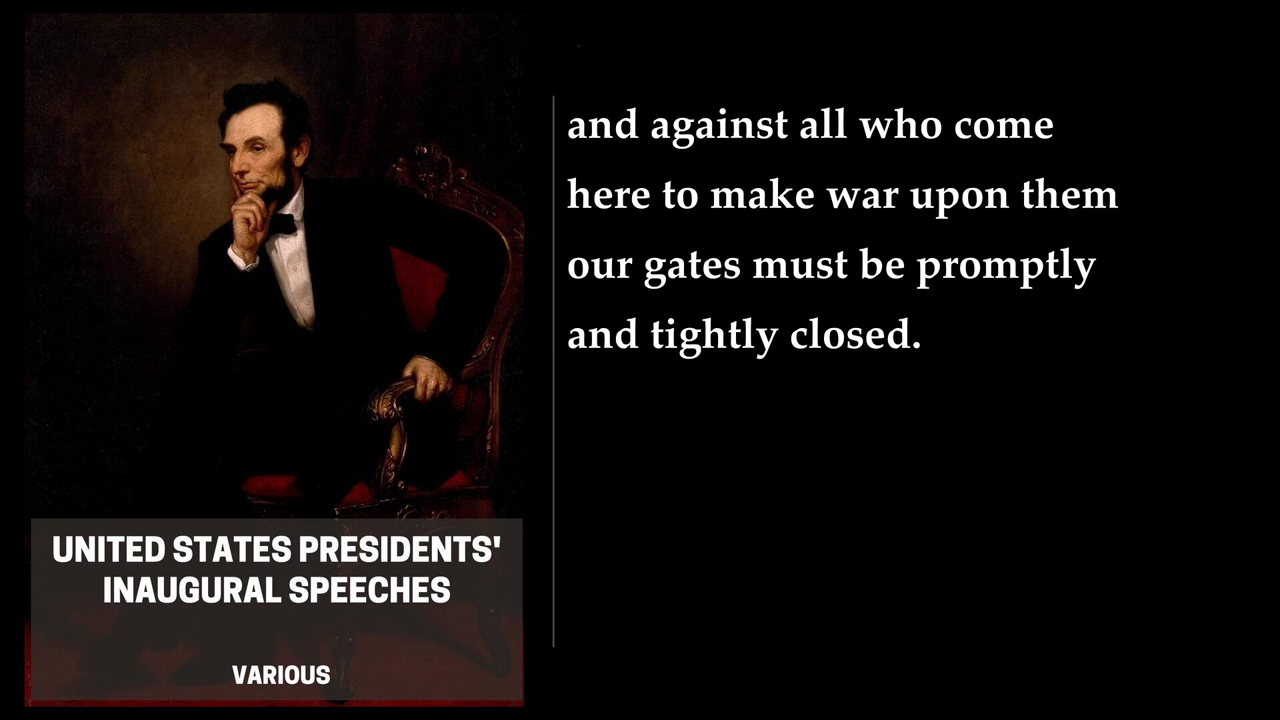 and against all who come
here to make war upon them
our gates must be promptly
and tightly closed.
UNITED STATES PRESIDENTS'
INAUGURAL SPEECHES
VARIOUS